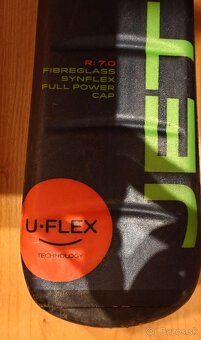 R: 7.0
FIBREGLASS
SYNFLEX
FULL POWER
CAP
JET
U·FLEX
TECHNOLOGY